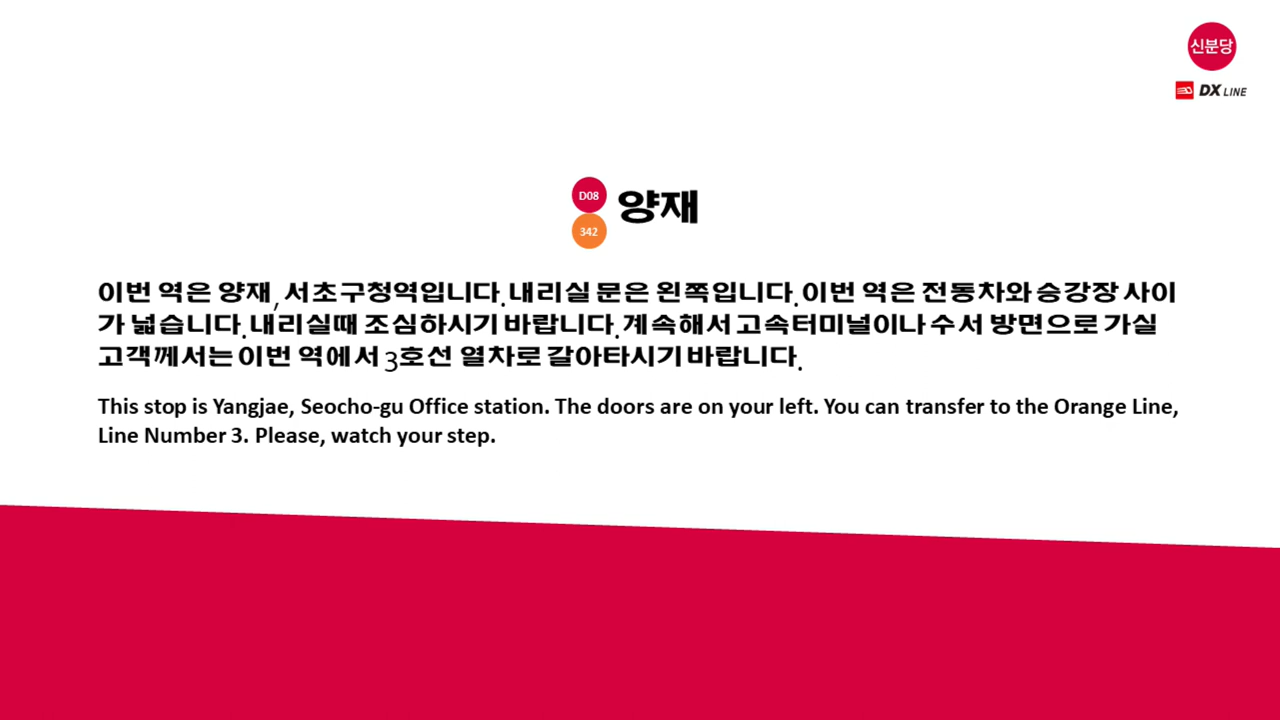 신분당
DX LINE
D08
양재
342
이번 역은 양재, 서초구청역입니다.내리실 문은 왼쪽입니다.이번 역은 전동차와 승강장 사이
가 넓습니다.내리실때 조심하시기 바랍니다.계속해서 고속터미널이나 수서 방면으로 가실
고객께서는 이번 역에서 3호선 열차로 갈아타시기 바랍니다.
This stop is Yangjae, Seocho-gu Office station. The doors are on your left. You can transfer to the Orange Line,
Line Number 3. Please, watch your step.